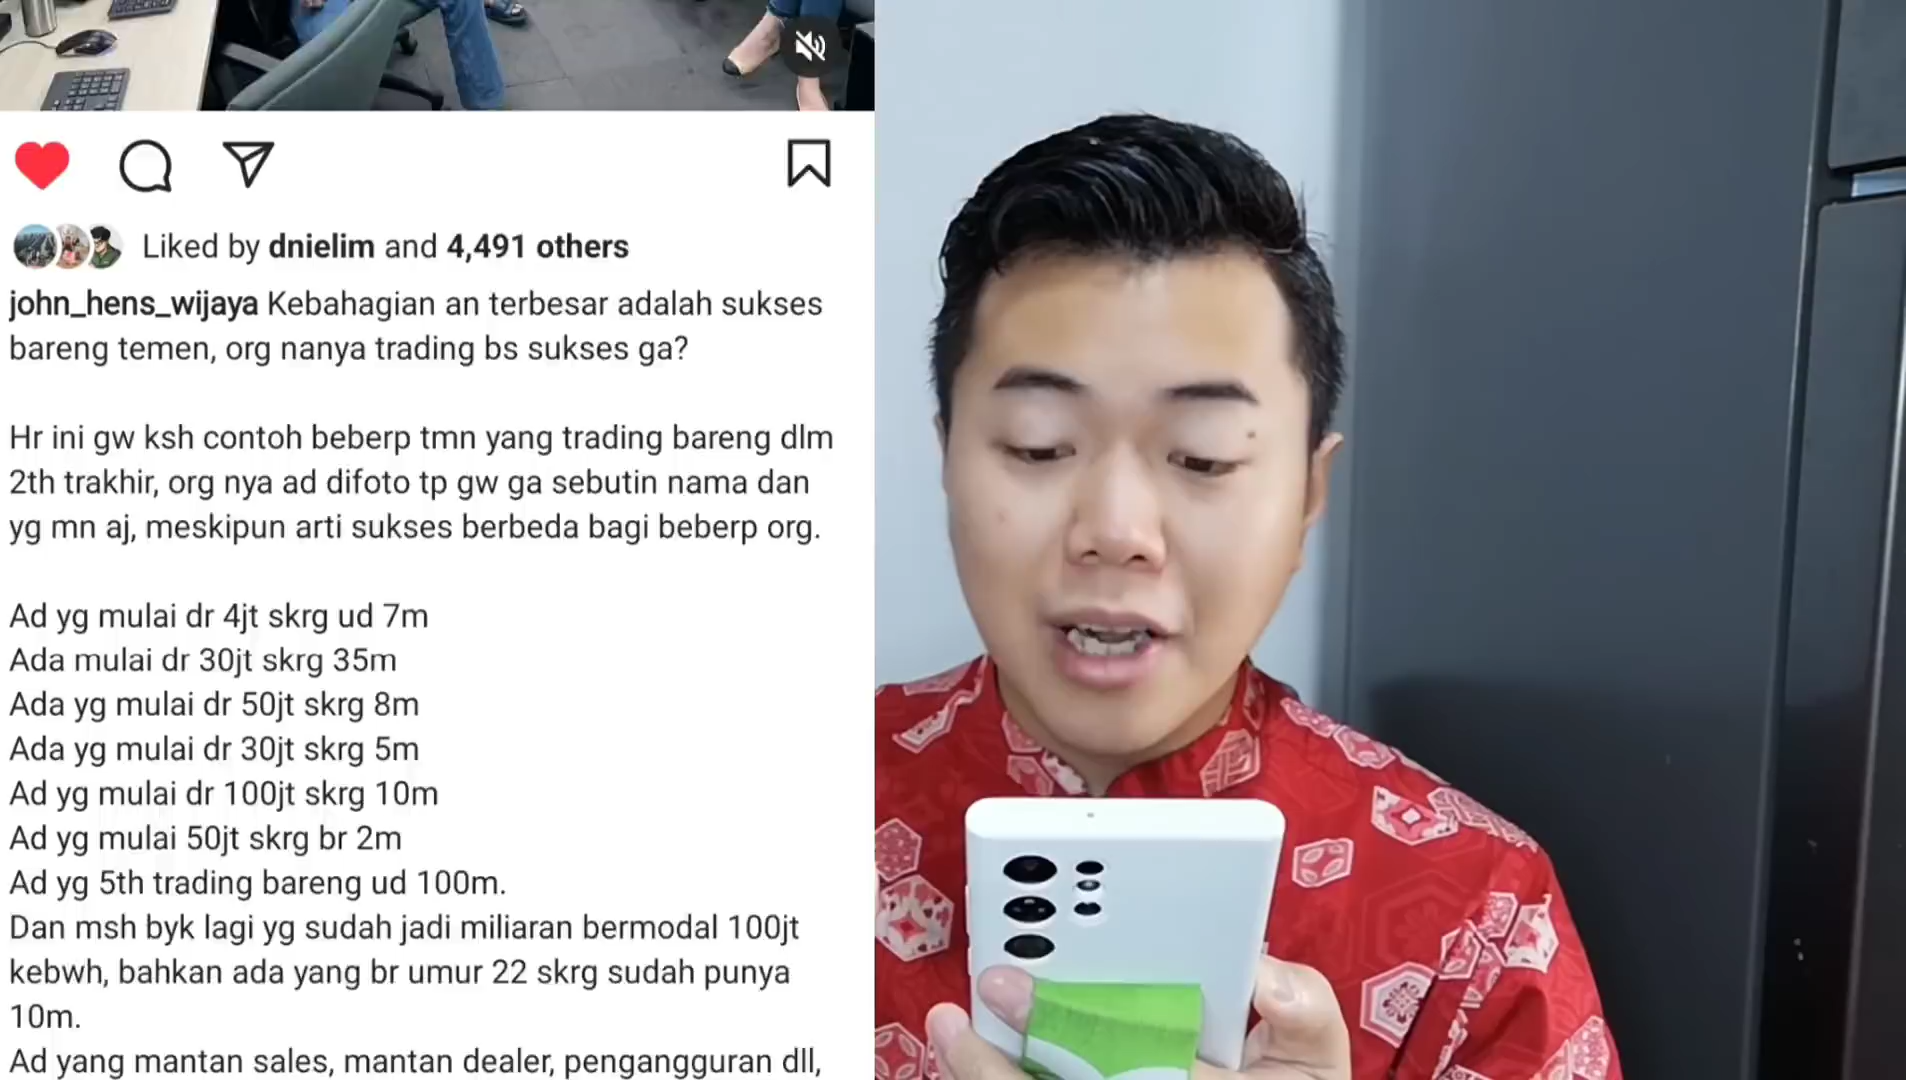 Liked by dnielim and 4,491 others
john_hens_wijaya Kebahagian an terbesar adalah sukses
bareng temen, org nanya trading bs sukses ga?
Hr ini gw ksh contoh beberp tmn yang trading bareng dlm
2th trakhir, org nya ad difoto tp gw ga sebutin nama dan
yg mn aj, meskipun arti sukses berbeda bagi beberp org.
Ad yg mulai dr 4jt skrg ud 7m
Ada mulai dr 30jt skrg 35m
Ada yg mulai dr 50jt skrg 8m
Ada yg mulai dr 30jt skrg 5m
Ad yg mulai dr 100jt skrg 10m
Ad yg mulai 50jt skrg br 2m
Ad yg 5th trading bareng ud 100m.
Dan msh byk lagi yg sudah jadi miliaran bermodal 100jt
kebwh, bahkan ada yang br umur 22 skrg sudah punya
10m.
Ad yang mantan sales, mantan dealer, pengangguran dll,